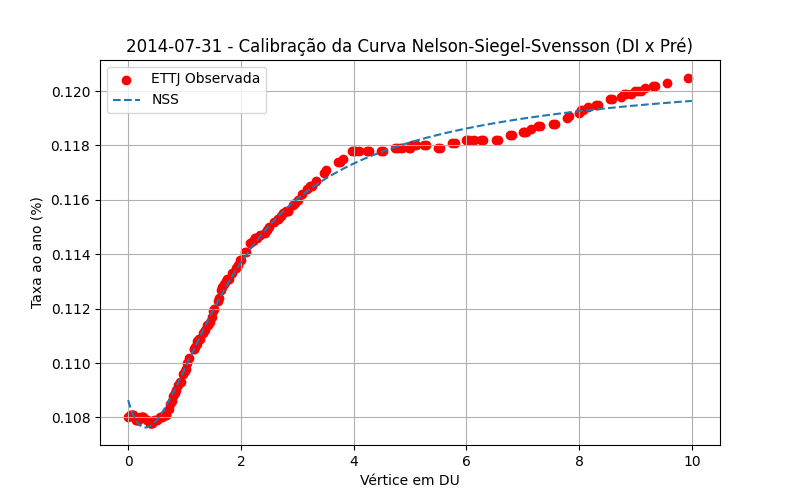 2014-07-31 - Calibração da Curva Nelson-Siegel-Svensson (DI x Pré)
ETTJ Observada
NSS
Taxa ao ano (%)
0.120
0.118
0.116
0.114
0.112
0.110
0.108
0 2 4 6 8 10
Vértice em DU